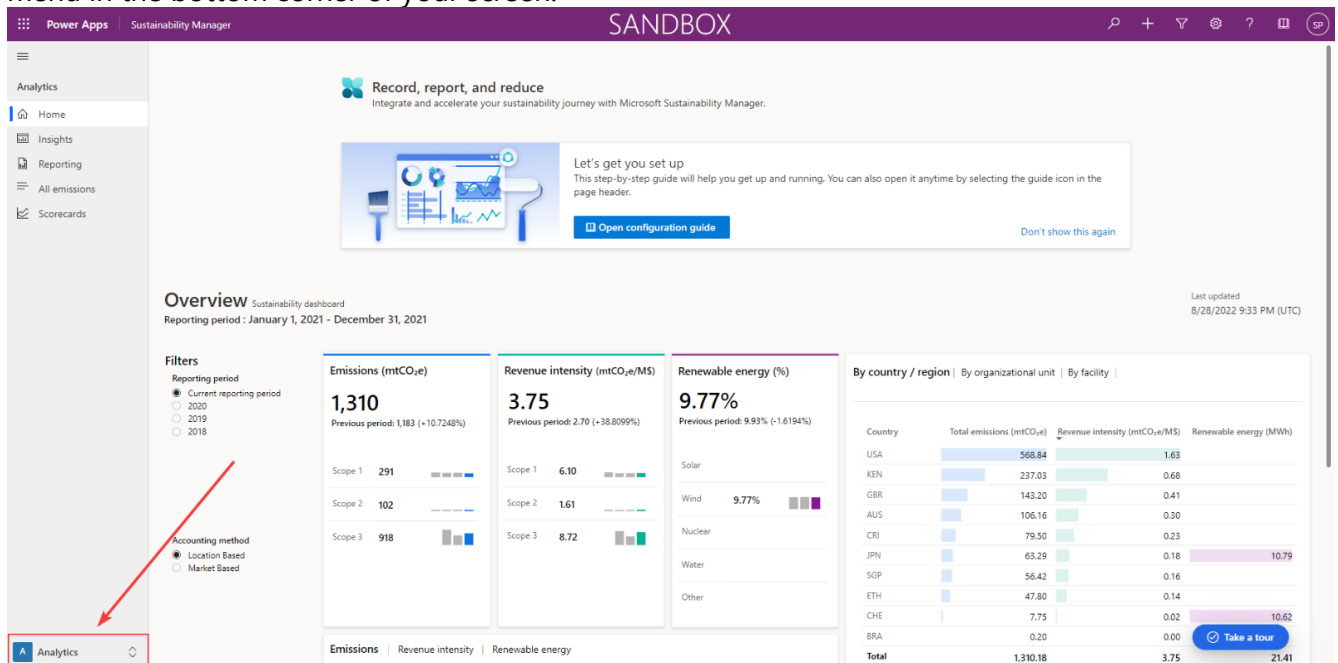 menu in the bottom corner of your screen.
Power Apps Sustainability Manager SANDBOX SP
Analytics
Home
Insights
Reporting
All emissions
Scorecards
Record, report, and reduce
Integrate and accelerate your sustainability journey with Microsoft Sustainability Manager.
Let's get you set up
This step-by-step guide will help you get up and running. You can also open it anytime by selecting the guide icon in the
page header.
Open configuration guide
Don't show this again
Overview Sustainability dashboard
Reporting period : January 1, 2021 - December 31, 2021
Last updated
8/28/2022 9:33 PM (UTC)
Filters
Reporting period
Current reporting period
2020
2019
2018
Accounting method
Location Based
Market Based
Emissions (mtCO₂e)
1,310
Previous period: 1,183 (+10.7248%)
Scope 1 291
Scope 2 102
Scope 3 918
Revenue intensity (mtCO₂e/M$)
3.75
Previous period: 2.70 (+38.8099%)
Scope 1 6.10
Scope 2 1.61
Scope 3 8.72
Renewable energy (%)
9.77%
Previous period: 9.93% (-1.6194%)
Solar
Wind 9.77%
Nuclear
Water
Other
By country / region | By organizational unit | By facility |
Country Total emissions (mtCO₂e) Revenue intensity (mtCO₂e/M$) Renewable energy (MWh)
USA 568.84 1.63
KEN 237.03 0.68
GBR 143.20 0.41
AUS 106.16 0.30
CRI 79.50 0.23
JPN 63.29 0.18 10.79
SGP 56.42 0.16
ETH 47.80 0.14
CHE 7.75 0.02 10.62
BRA 0.20 0.00
Total 1,310.18 3.75 21.41
Take a tour
Emissions | Revenue intensity | Renewable energy
A Analytics